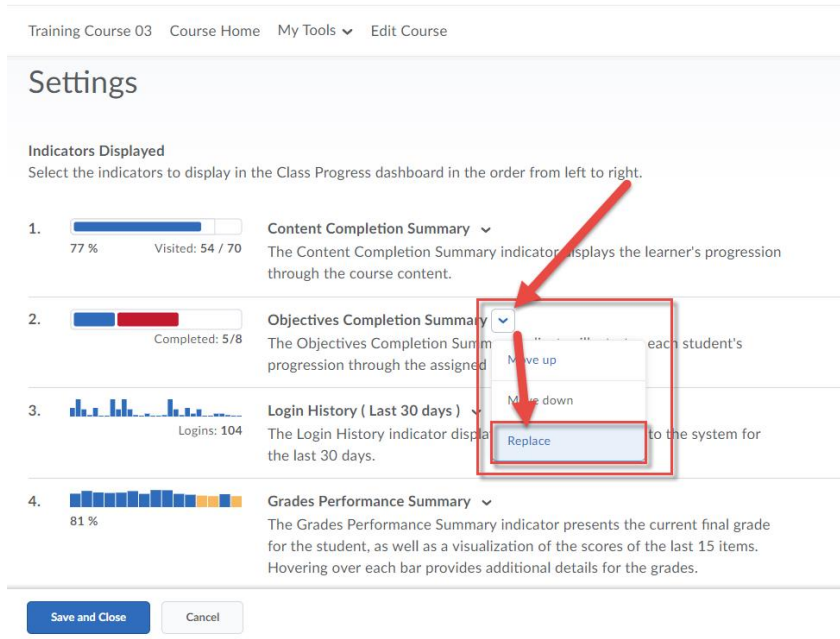 Training Course 03 Course Home My Tools Edit Course
Settings
Indicators Displayed
Select the indicators to display in the Class Progress dashboard in the order from left to right.
1.
77 % Visited: 54 / 70
Content Completion Summary
The Content Completion Summary indicator displays the learner's progression
through the course content.
2.
Completed: 5/8
Objectives Completion Summary
The Objectives Completion each student's
progression through the assigned
Move up
Move down
Replace
3.
Logins: 104
Login History ( Last 30 days )
The Login History indicator to the system for
the last 30 days.
4.
81 %
Grades Performance Summary
The Grades Performance Summary indicator presents the current final grade
for the student, as well as a visualization of the scores of the last 15 items.
Hovering over each bar provides additional details for the grades.
Save and Close Cancel